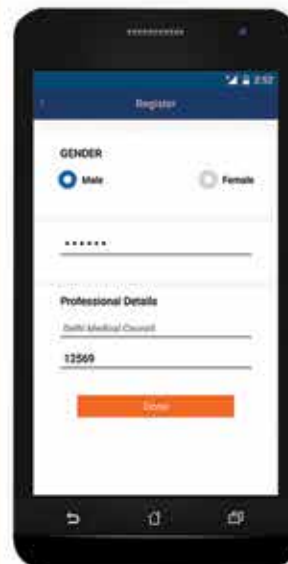 2:52
Register
GENDER
Male Female
••••••
Professional Details
Delhi Medical Council
12569
Done